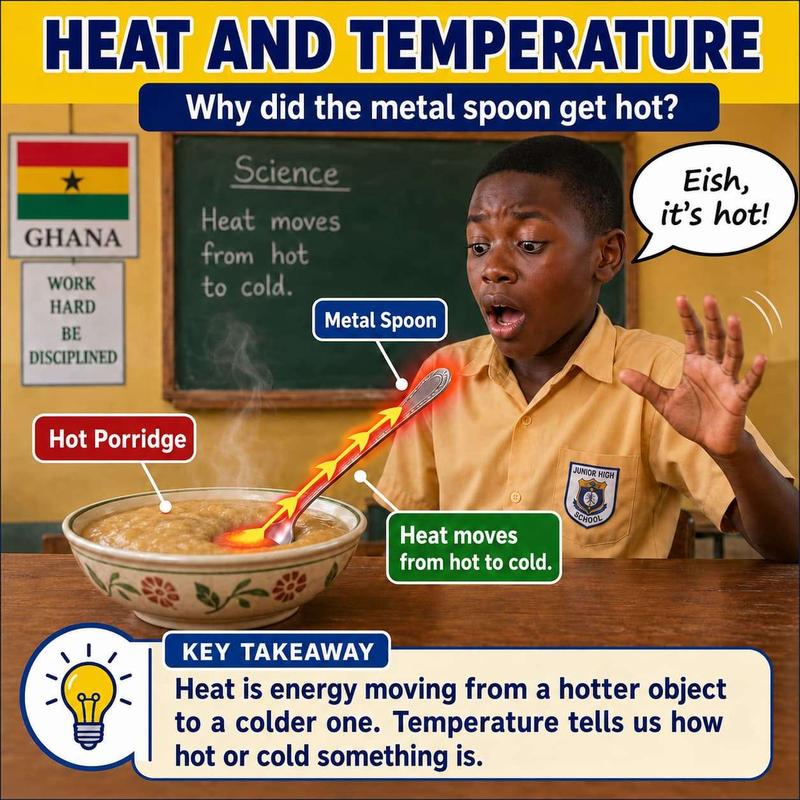 HEAT AND TEMPERATURE
Why did the metal spoon get hot?
GHANA
WORK
HARD
BE
DISCIPLINED
Science
Heat moves
from hot
to cold.
Eish,
it's hot!
Metal Spoon
Hot Porridge
JUNIOR HIGH
SCHOOL
Heat moves
from hot to cold.
KEY TAKEAWAY
Heat is energy moving from a hotter object
to a colder one. Temperature tells us how
hot or cold something is.